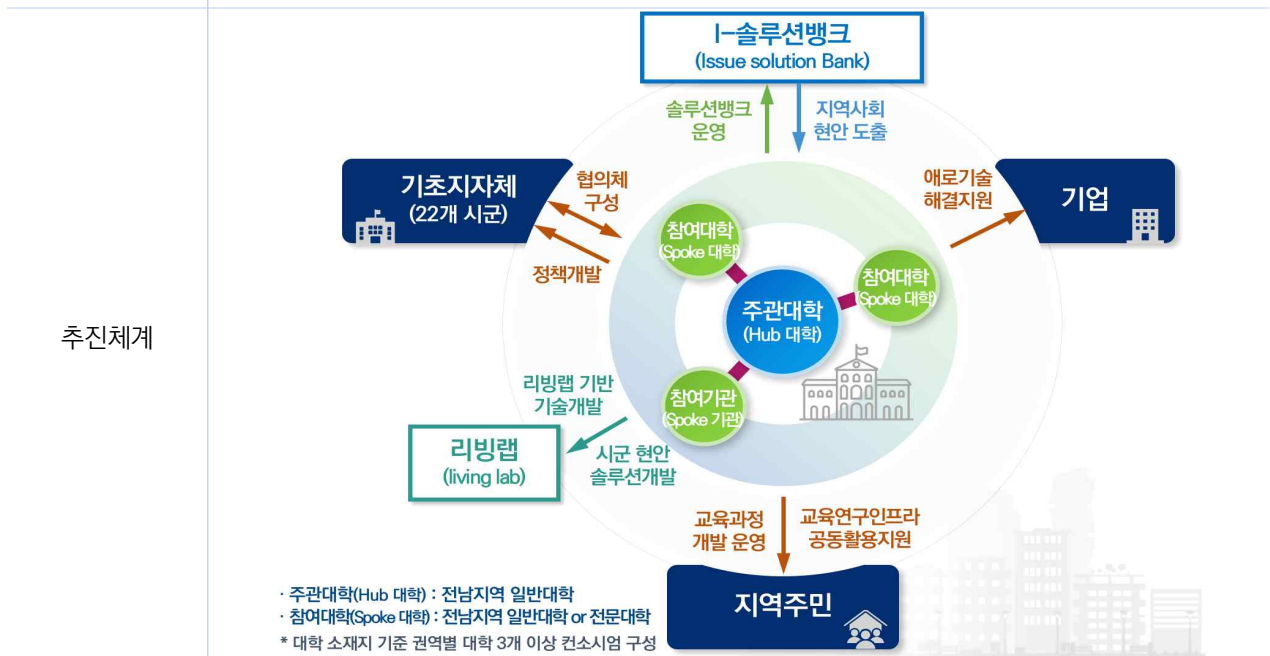 추진체계
I-솔루션뱅크
(Issue solution Bank)
솔루션뱅크
운영
지역사회
현안 도출
기초지자체
(22개 시군)
협의체
구성
정책개발
애로기술
해결지원
기업
참여대학
(Spoke 대학)
참여대학
(Spoke 대학)
주관대학
(Hub 대학)
참여기관
(Spoke 기관)
리빙랩 기반
기술개발
리빙랩
(living lab)
시군 현안
솔루션개발
교육과정
개발 운영
교육연구인프라
공동활용지원
지역주민
· 주관대학(Hub 대학) : 전남지역 일반대학
· 참여대학(Spoke 대학) : 전남지역 일반대학 or 전문대학
* 대학 소재지 기준 권역별 대학 3개 이상 컨소시엄 구성